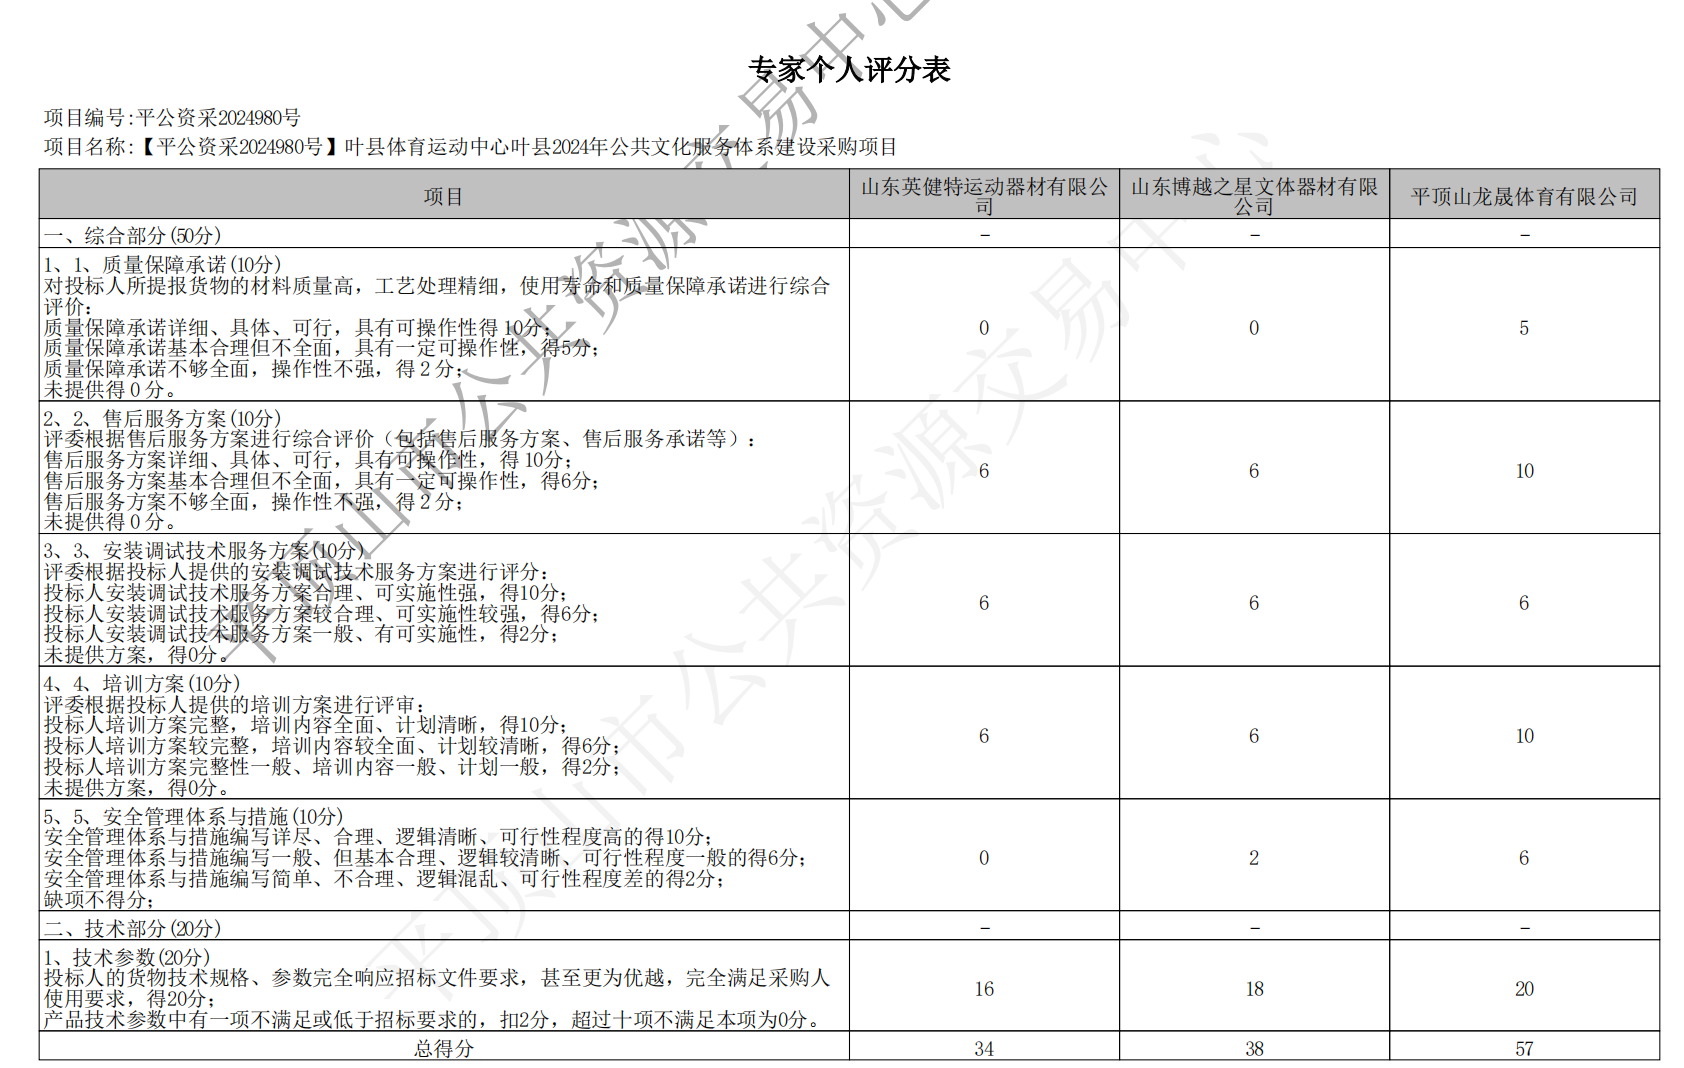 专家个人评分表
项目编号:平公资采2024980号
项目名称:【平公资采2024980号】叶县体育运动中心叶县2024年公共文化服务体系建设采购项目
项目
山东英健特运动器材有限公
司
山东博越之星文体器材有限
公司
平顶山龙晟体育有限公司
一、综合部分(50分)
-
-
-
1、1、质量保障承诺(10分)
对投标人所提报货物的材料质量高，工艺处理精细，使用寿命和质量保障承诺进行综合
评价:
质量保障承诺详细、具体、可行，具有可操作性得 10分；
质量保障承诺基本合理但不全面，具有一定可操作性，得5分；
质量保障承诺不够全面，操作性不强，得 2 分；
未提供得 0 分。
0
0
5
2、2、售后服务方案(10分)
评委根据售后服务方案进行综合评价（包括售后服务方案、售后服务承诺等）:
售后服务方案详细、具体、可行，具有可操作性，得 10分；
售后服务方案基本合理但不全面，具有一定可操作性，得6分；
售后服务方案不够全面，操作性不强，得 2 分；
未提供得 0 分。
6
6
10
3、3、安装调试技术服务方案(10分)
评委根据投标人提供的安装调试技术服务方案进行评分:
投标人安装调试技术服务方案合理、可实施性强，得10分；
投标人安装调试技术服务方案较合理、可实施性较强，得6分；
投标人安装调试技术服务方案一般、有可实施性，得2分；
未提供方案，得0分。
6
6
6
4、4、培训方案(10分)
评委根据投标人提供的培训方案进行评审:
投标人培训方案完整，培训内容全面、计划清晰，得10分；
投标人培训方案较完整，培训内容较全面、计划较清晰，得6分；
投标人培训方案完整性一般、培训内容一般、计划一般，得2分；
未提供方案，得0分。
6
6
10
5、5、安全管理体系与措施(10分)
安全管理体系与措施编写详尽、合理、逻辑清晰、可行性程度高的得10分；
安全管理体系与措施编写一般、但基本合理、逻辑较清晰、可行性程度一般的得6分；
安全管理体系与措施编写简单、不合理、逻辑混乱、可行性程度差的得2分；
缺项不得分；
0
2
6
二、技术部分(20分)
-
-
-
1、技术参数(20分)
投标人的货物技术规格、参数完全响应招标文件要求，甚至更为优越，完全满足采购人
使用要求，得20分；
产品技术参数中有一项不满足或低于招标要求的，扣2分，超过十项不满足本项为0分。
16
18
20
总得分
34
38
57
平顶山市公共资源交易中心
平顶山市公共资源交易中心